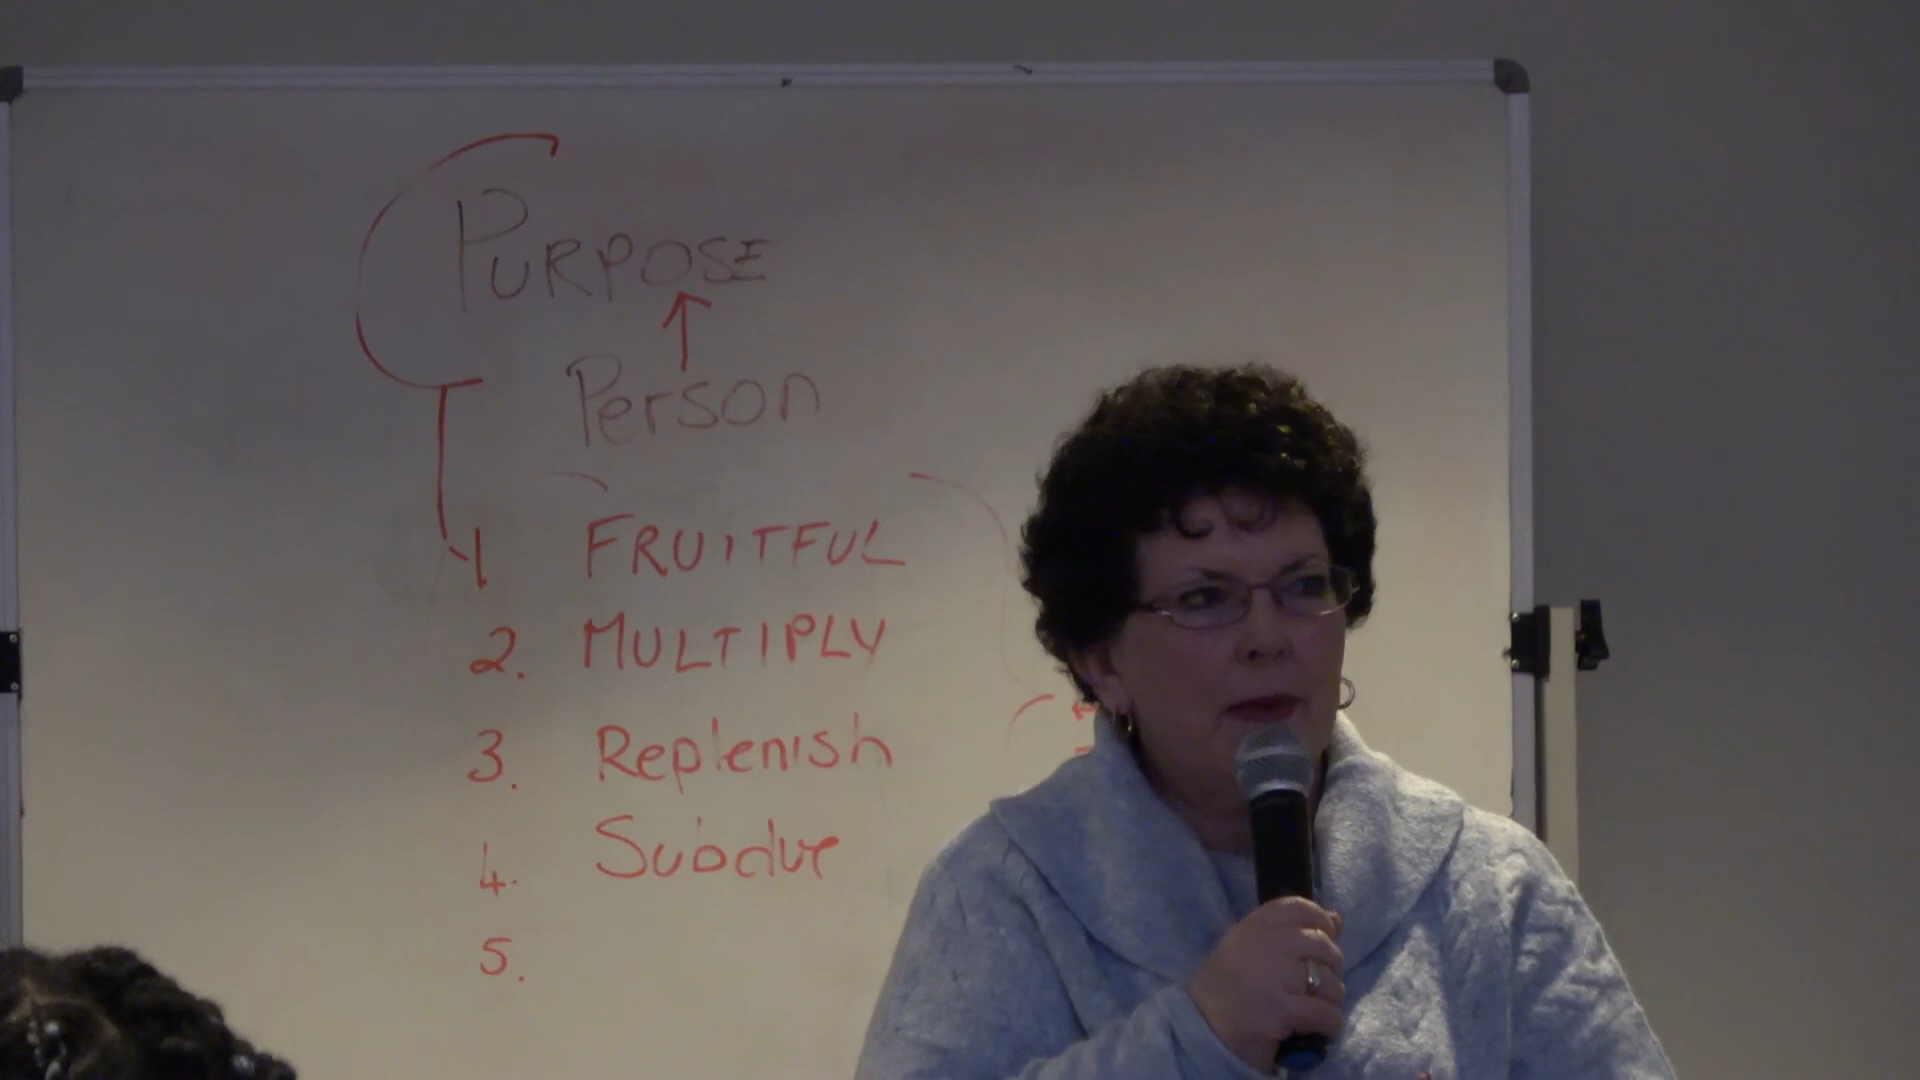 PURPOSE
Person
1 FRUITFUL
2. MULTIPLY
3. Replenish
4. Subdue
5.